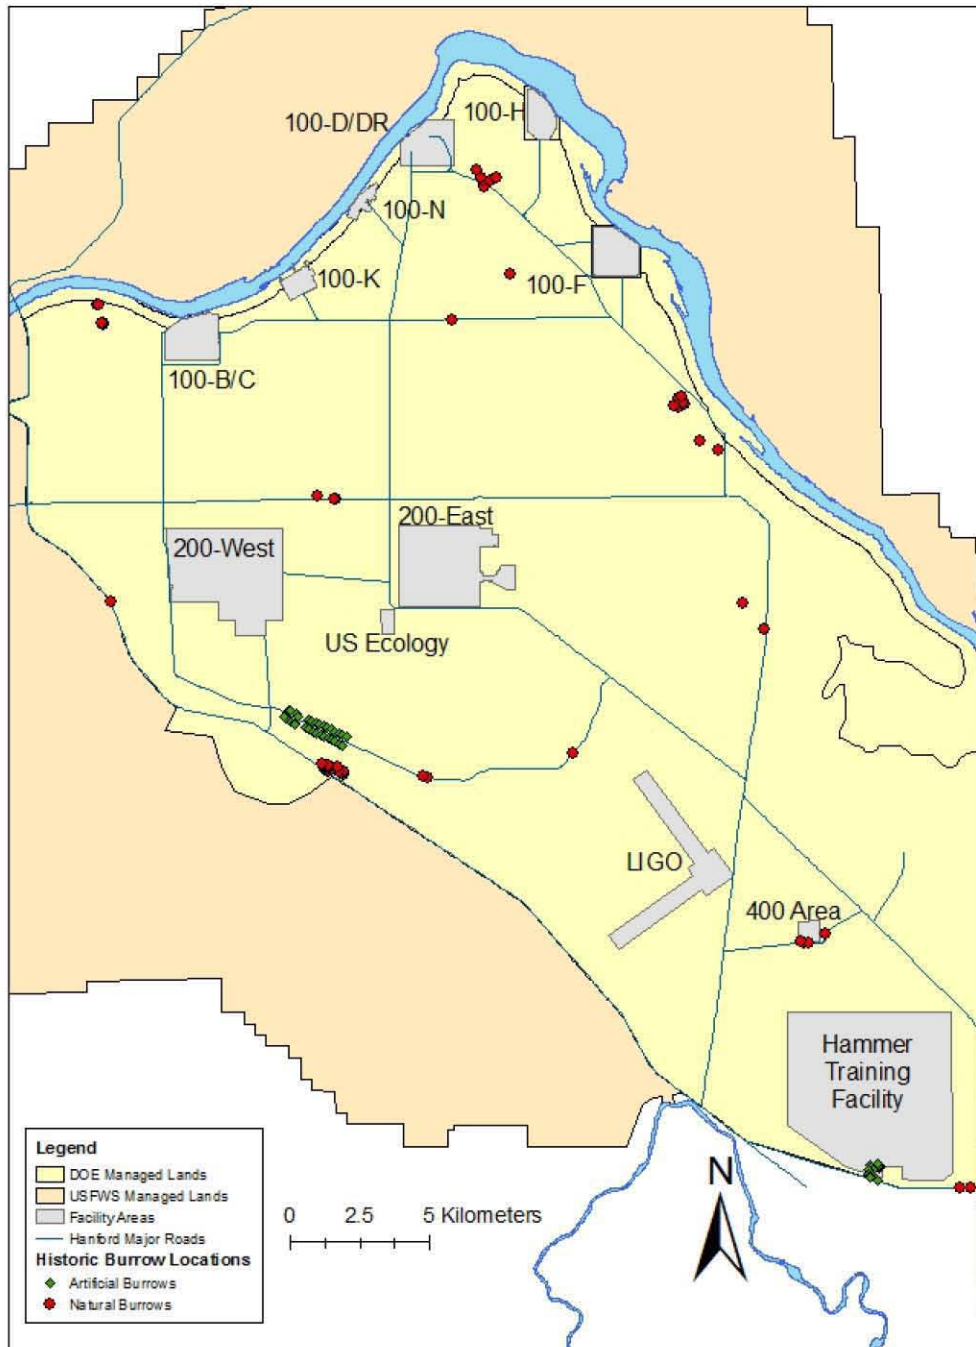 100-D/DR
100-H
100-N
100-K
100-F
100-B/C
200-West
200-East
US Ecology
LIGO
400 Area
Hammer
Training
Facility
Legend
DOE Managed Lands
USFWS Managed Lands
Facility Areas
Hanford Major Roads
Historic Burrow Locations
Artificial Burrows
Natural Burrows
0 2.5 5 Kilometers
N